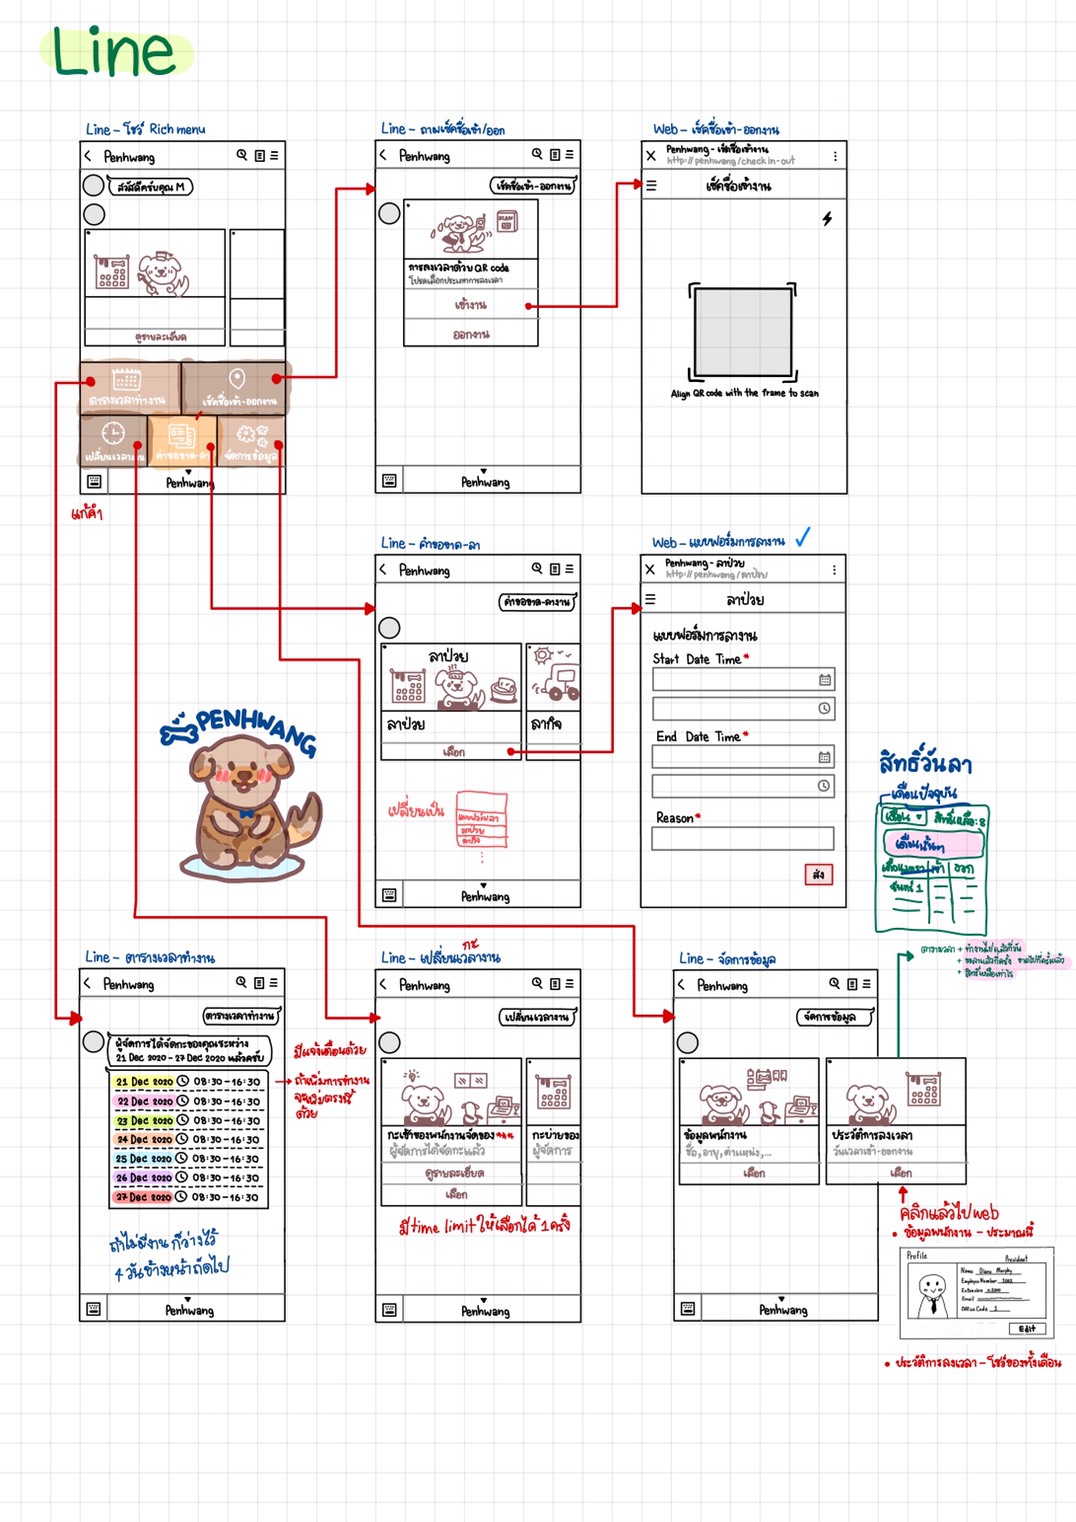 Line
Line - โชว์ Rich menu
Penhwang
สวัสดีครับคุณ M
ดูรายละเอียด
ตารางเวลาทำงาน
เช็คชื่อเข้า-ออกงาน
เปลี่ยนเวลางาน
คำขอขาด-ลา
จัดการข้อมูล
Penhwang
แก้คำ
Line - ถามเช็คชื่อเข้า/ออก
Penhwang
เช็คชื่อเข้า-ออกงาน
การลงเวลาด้วย QR code
โปรดเลือกประเภทการลงเวลา
เข้างาน
ออกงาน
Web - เช็คชื่อเข้า-ออกงาน
Penhwang - เช็คชื่อเข้างาน
http://penhwang/check in-out
เช็คชื่อเข้างาน
Align QR code with the frame to scan
Line - คำขอขาด-ลา
Penhwang
คำขอขาด-ลางาน
ลาป่วย
ลาป่วย
เลือก
ลากิจ
เปลี่ยนเป็น
แบบฟอร์มลา
ลาป่วย
ลากิจ
Penhwang
Web - แบบฟอร์มการลางาน
Penhwang - ลาป่วย
http://penhwang/ลาป่วย
ลาป่วย
แบบฟอร์มการลางาน
Start Date Time *
End Date Time *
Reason *
ส่ง
PENHWANG
สิทธิ์วันลา
เดือนปัจจุบัน
เดือน
สิทธิ์เหลือ: 8
เดือนนั้นๆ
เข้า
ออก
จันทร์ 1
ตารางเวลา + ทำงานไปแล้วกี่วัน
+ ขอลาแล้วกี่ครั้ง ขาดไปกี่ครั้งแล้ว
+ สิทธิ์เหลือเท่าไร
Line - ตารางเวลาทำงาน
Penhwang
ตารางเวลาทำงาน
ผู้จัดการได้จัดกะของคุณระหว่าง
21 Dec 2020 - 27 Dec 2020 แล้วครับ
21 Dec 2020 08:30-16:30
22 Dec 2020 08:30-16:30
23 Dec 2020 08:30-16:30
24 Dec 2020 08:30-16:30
25 Dec 2020 08:30-16:30
26 Dec 2020 08:30-16:30
27 Dec 2020 08:30-16:30
มีแจ้งเตือนด้วย
ถ้าเพิ่มการทำงาน
จะเพิ่มตรงนี้
ด้วย
ถ้าไม่มีงาน ก็ว่างไว้
4 วันข้างหน้าถัดไป
Penhwang
กะ
Line - เปลี่ยนเวลางาน
Penhwang
เปลี่ยนเวลางาน
กะเช้าของพนักงานจัดของ ***
ผู้จัดการได้จัดกะแล้ว
ดูรายละเอียด
เลือก
กะบ่ายของ
ผู้จัดการ
มี time limit ให้เลือกได้ 1 ครั้ง
Penhwang
Line - จัดการข้อมูล
Penhwang
จัดการข้อมูล
ข้อมูลพนักงาน
ชื่อ, อายุ, ตำแหน่ง, ...
เลือก
ประวัติการลงเวลา
วันเวลาเข้า-ออกงาน
เลือก
Penhwang
คลิกแล้วไป web
• ข้อมูลพนักงาน - ประมาณนี้
Profile
President
Name Diane Murphy
Employee Number 1002
Extension x 5800
Email
Office Code 1
Edit
• ประวัติการลงเวลา - โชว์ของทั้งเดือน